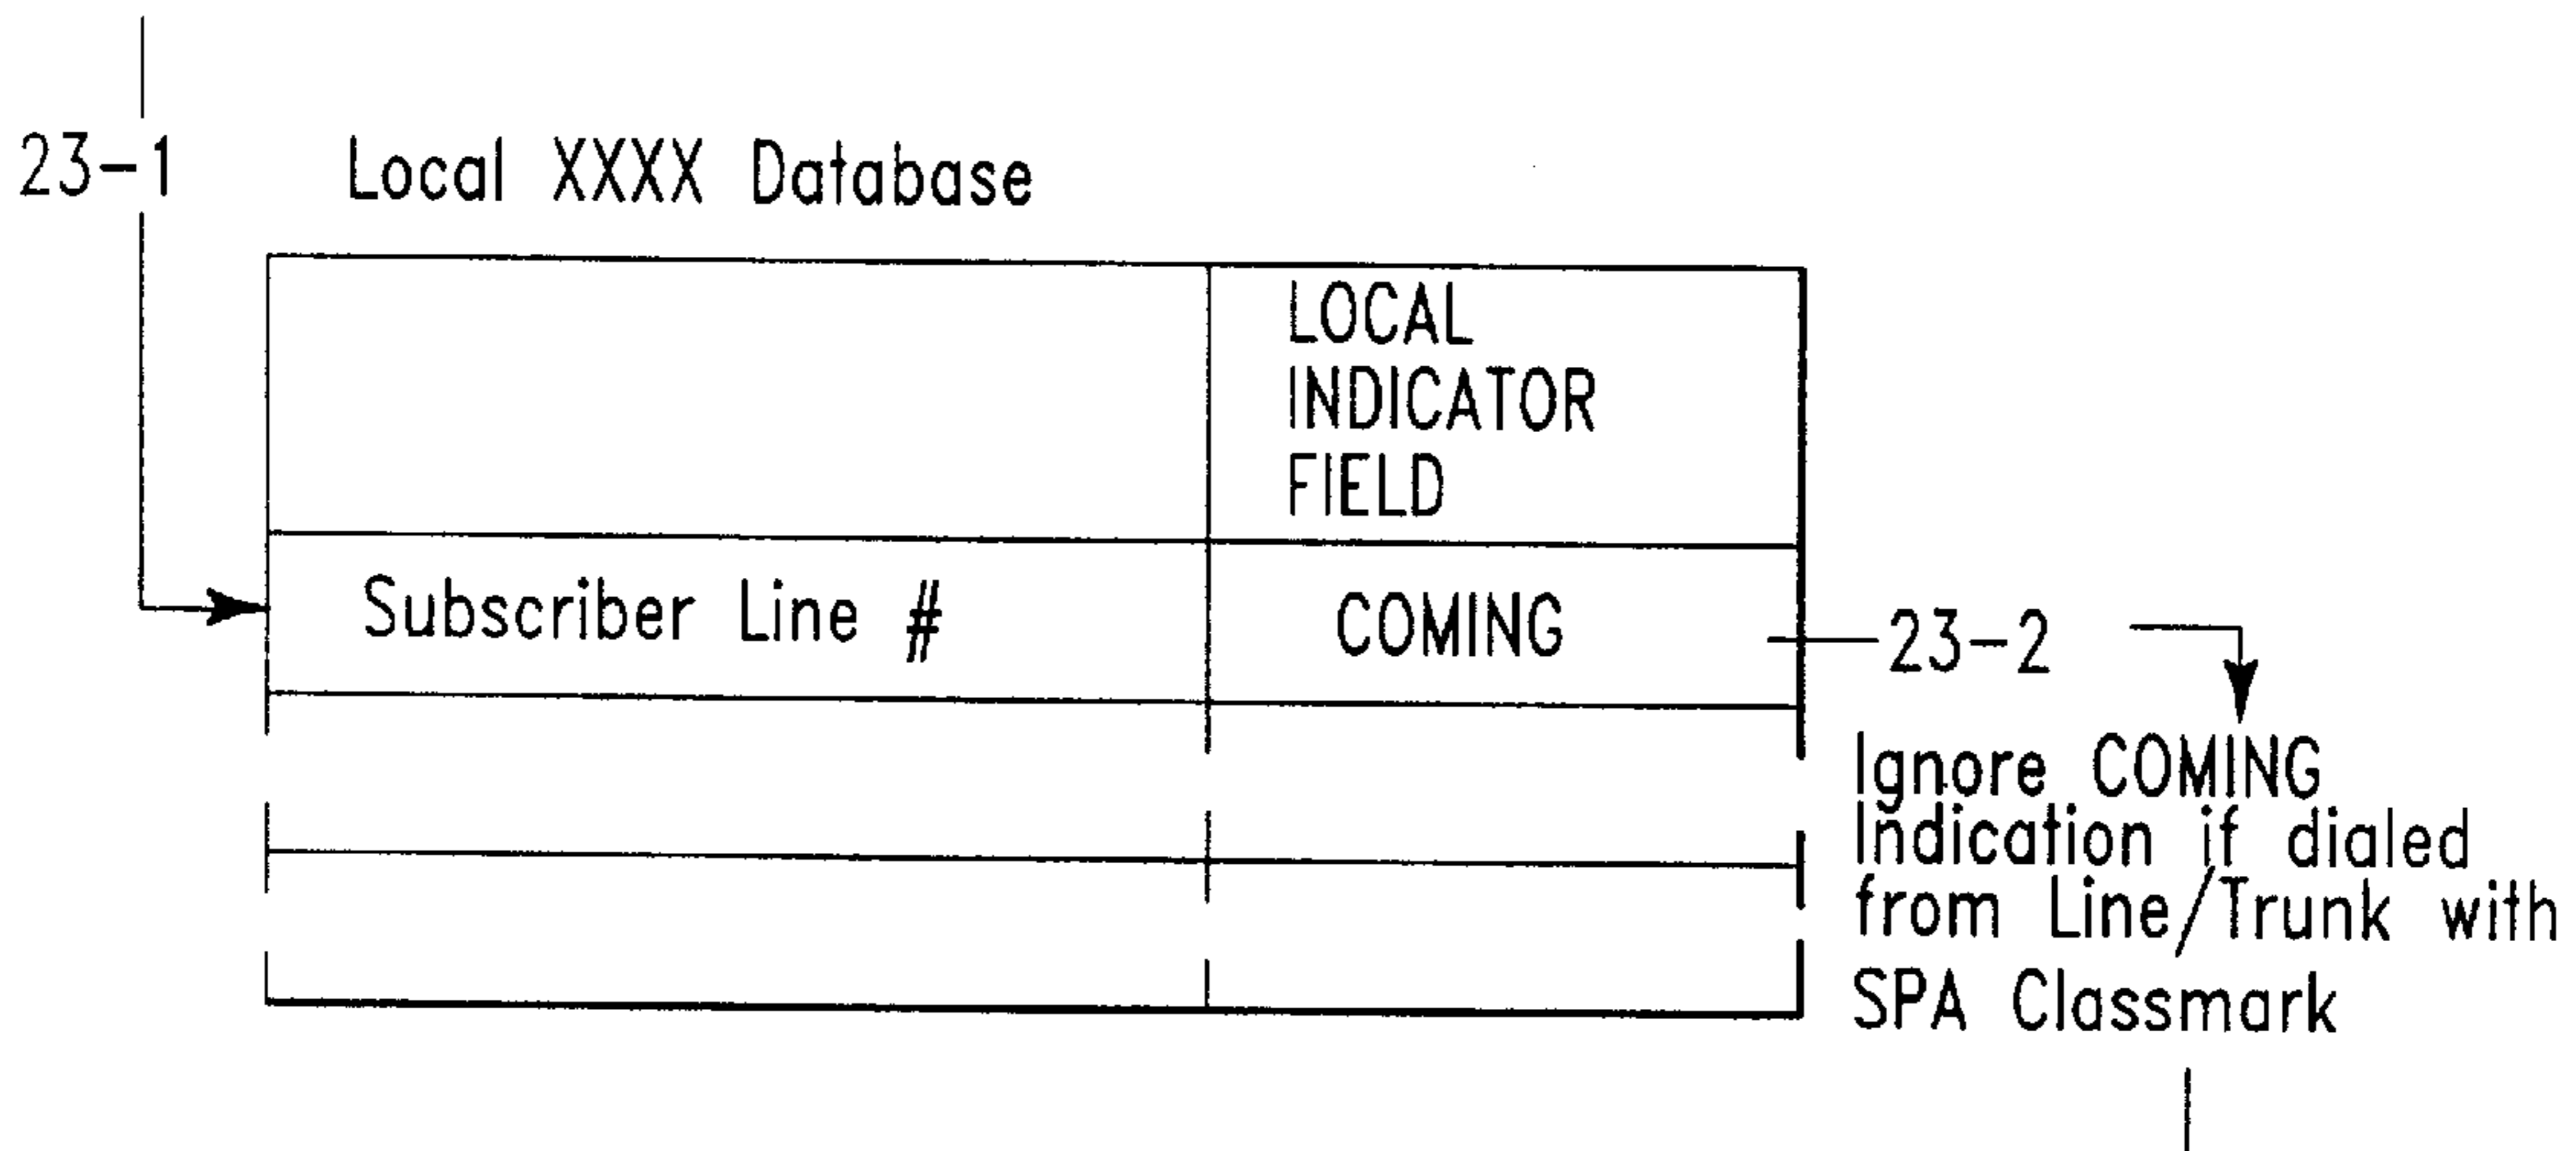 23-1
Local XXXX Database
LOCAL
INDICATOR
FIELD
Subscriber Line #
COMING
23-2
Ignore COMING
Indication if dialed
from Line/Trunk with
SPA Classmark